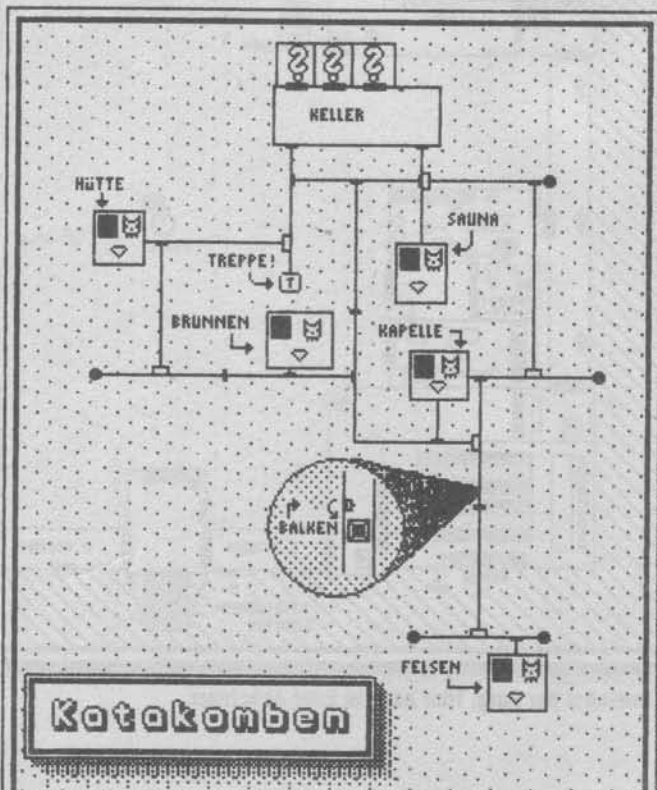 KELLER
HüTTE
SAUNA
TREPPE!
T
BRUNNEN
KAPELLE
BALKEN
FELSEN
Katakomben